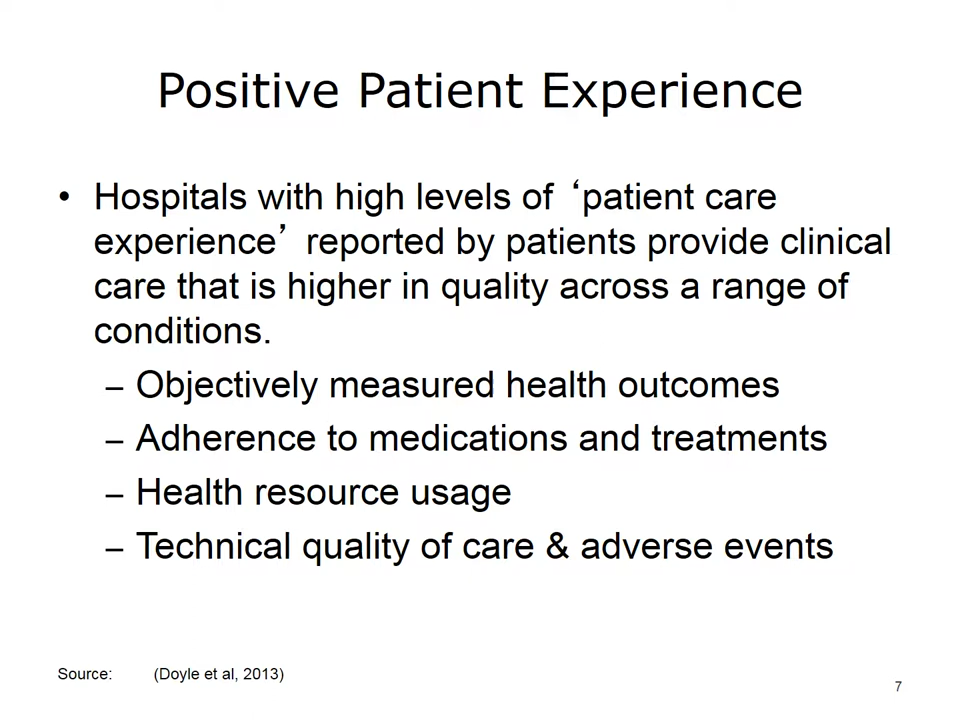 Positive Patient Experience
• Hospitals with high levels of ‘patient care
experience’ reported by patients provide clinical
care that is higher in quality across a range of
conditions.
– Objectively measured health outcomes
– Adherence to medications and treatments
– Health resource usage
– Technical quality of care & adverse events
Source: (Doyle et al, 2013)
7